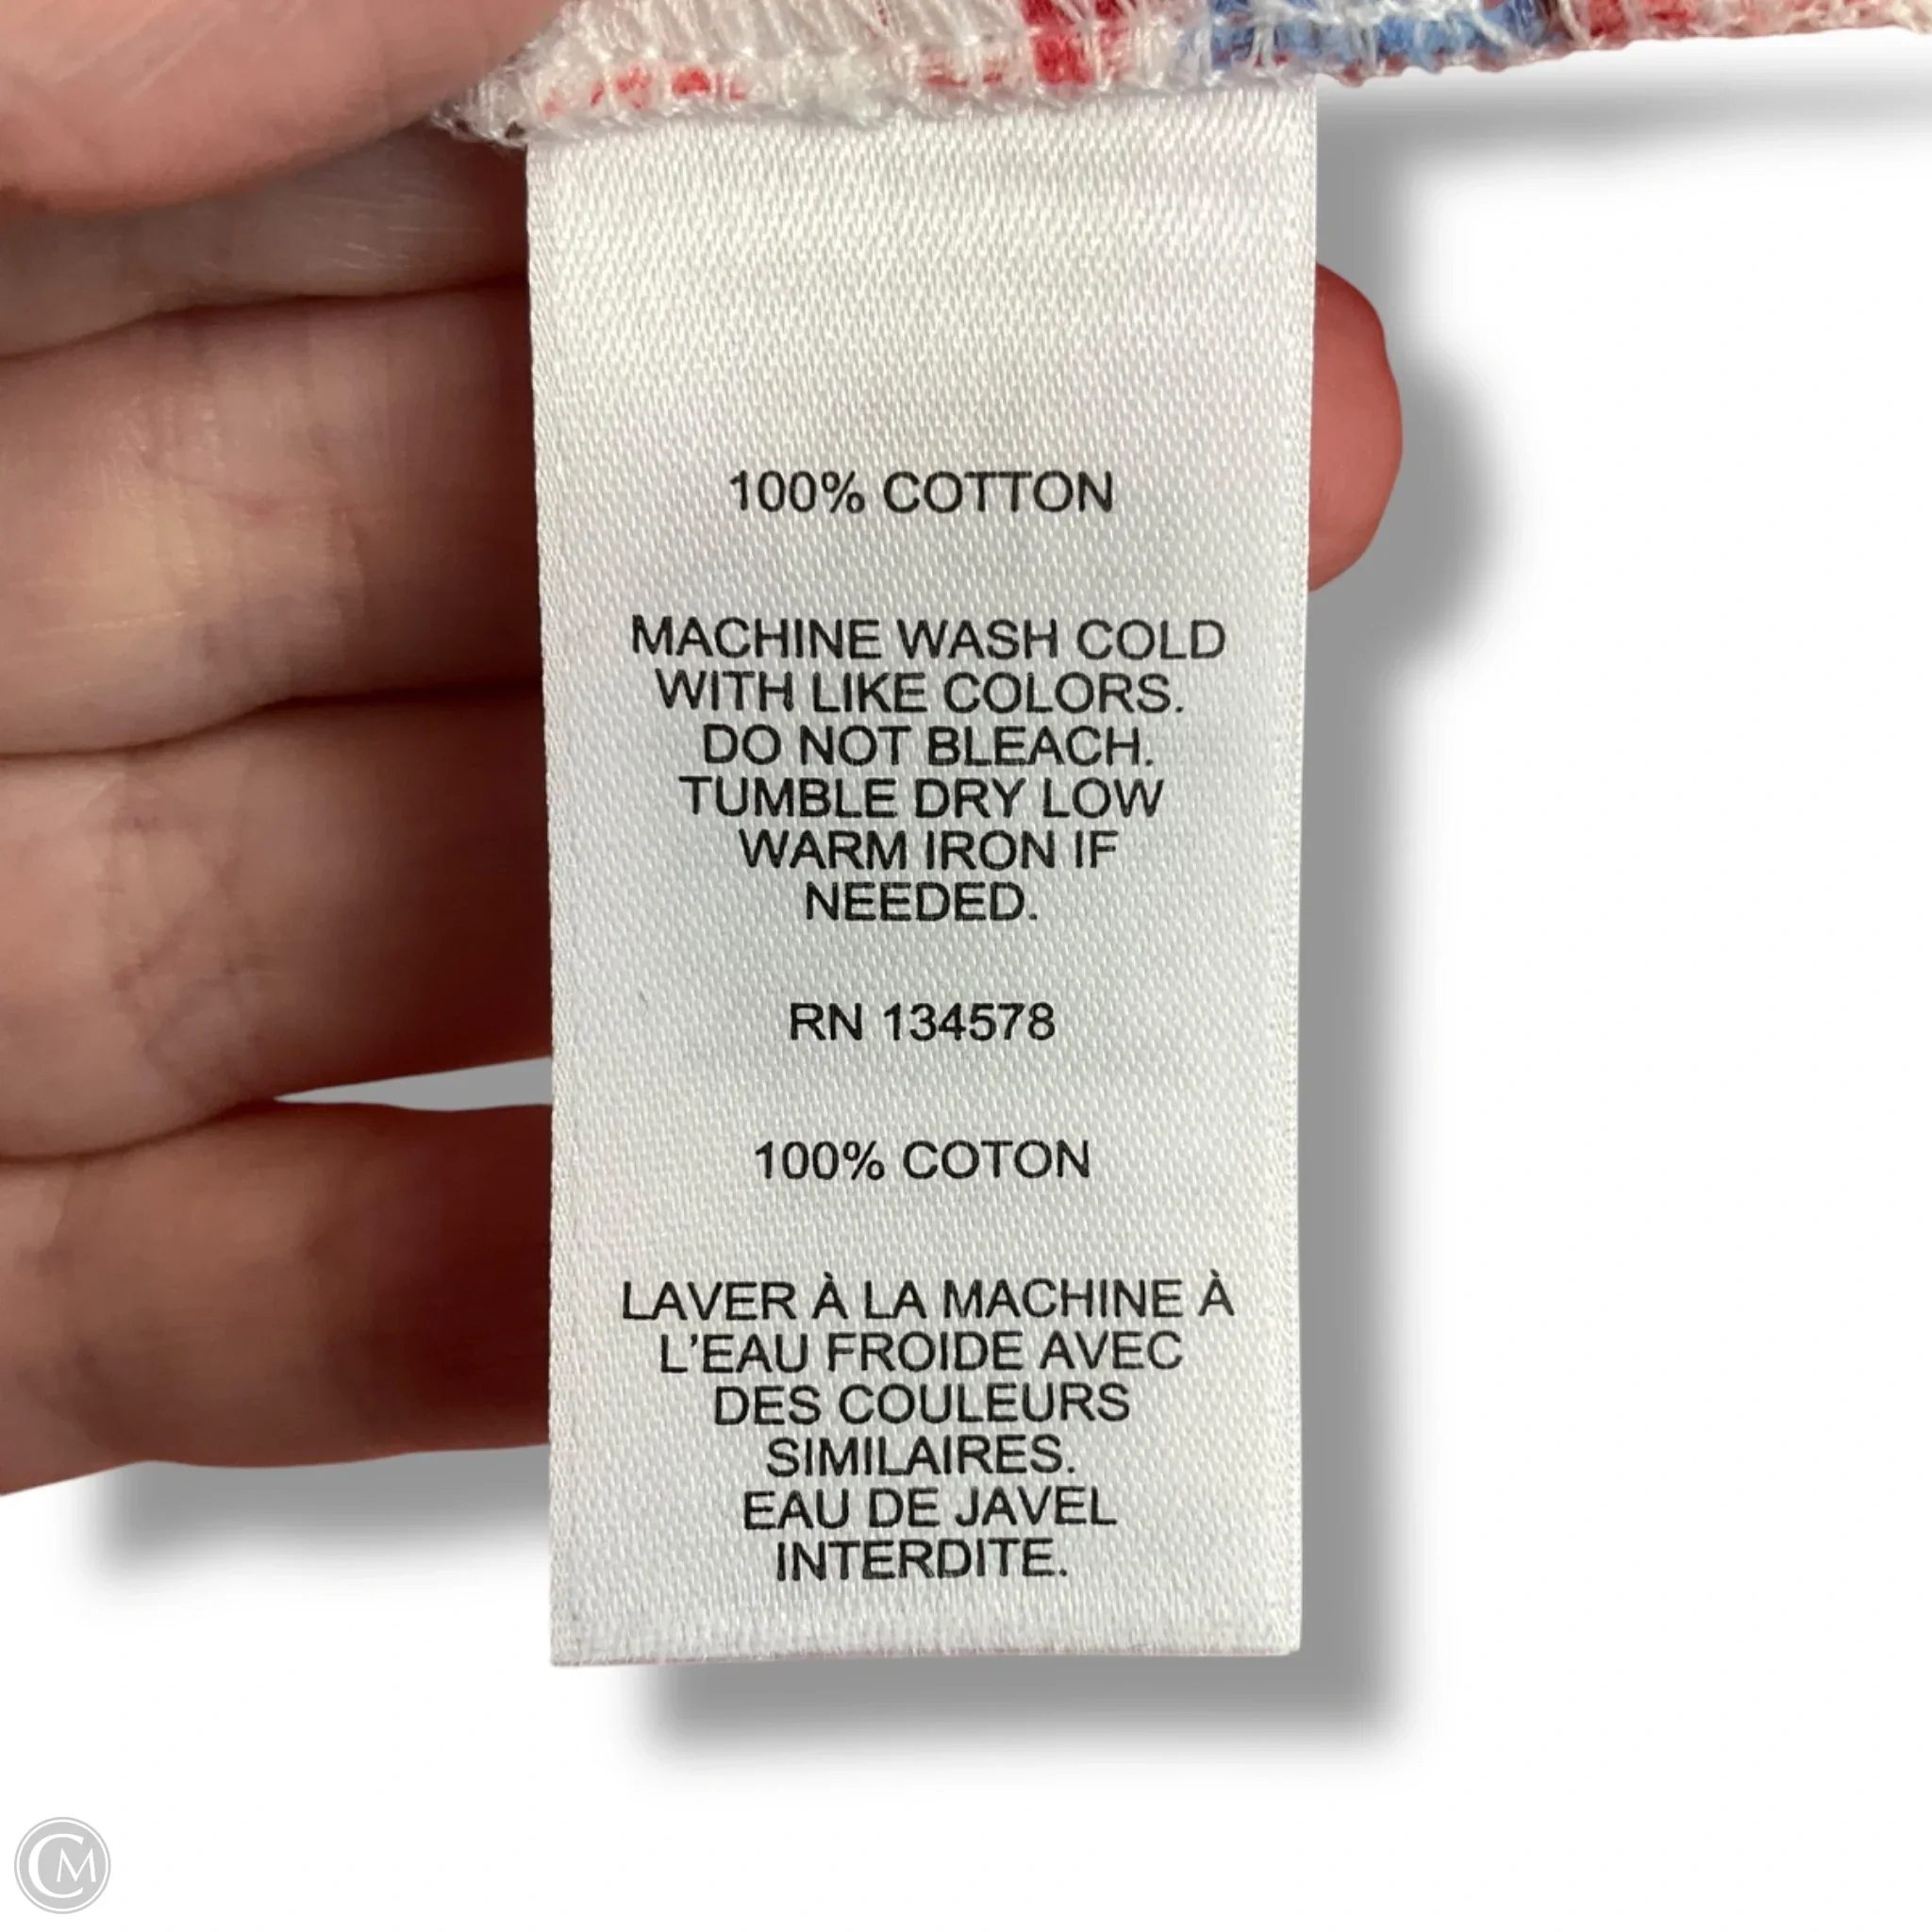 100% COTTON
MACHINE WASH COLD
WITH LIKE COLORS.
DO NOT BLEACH.
TUMBLE DRY LOW
WARM IRON IF
NEEDED.
RN 134578
100% COTON
LAVER À LA MACHINE À
L'EAU FROIDE AVEC
DES COULEURS
SIMILAIRES.
EAU DE JAVEL
INTERDITE.
CM